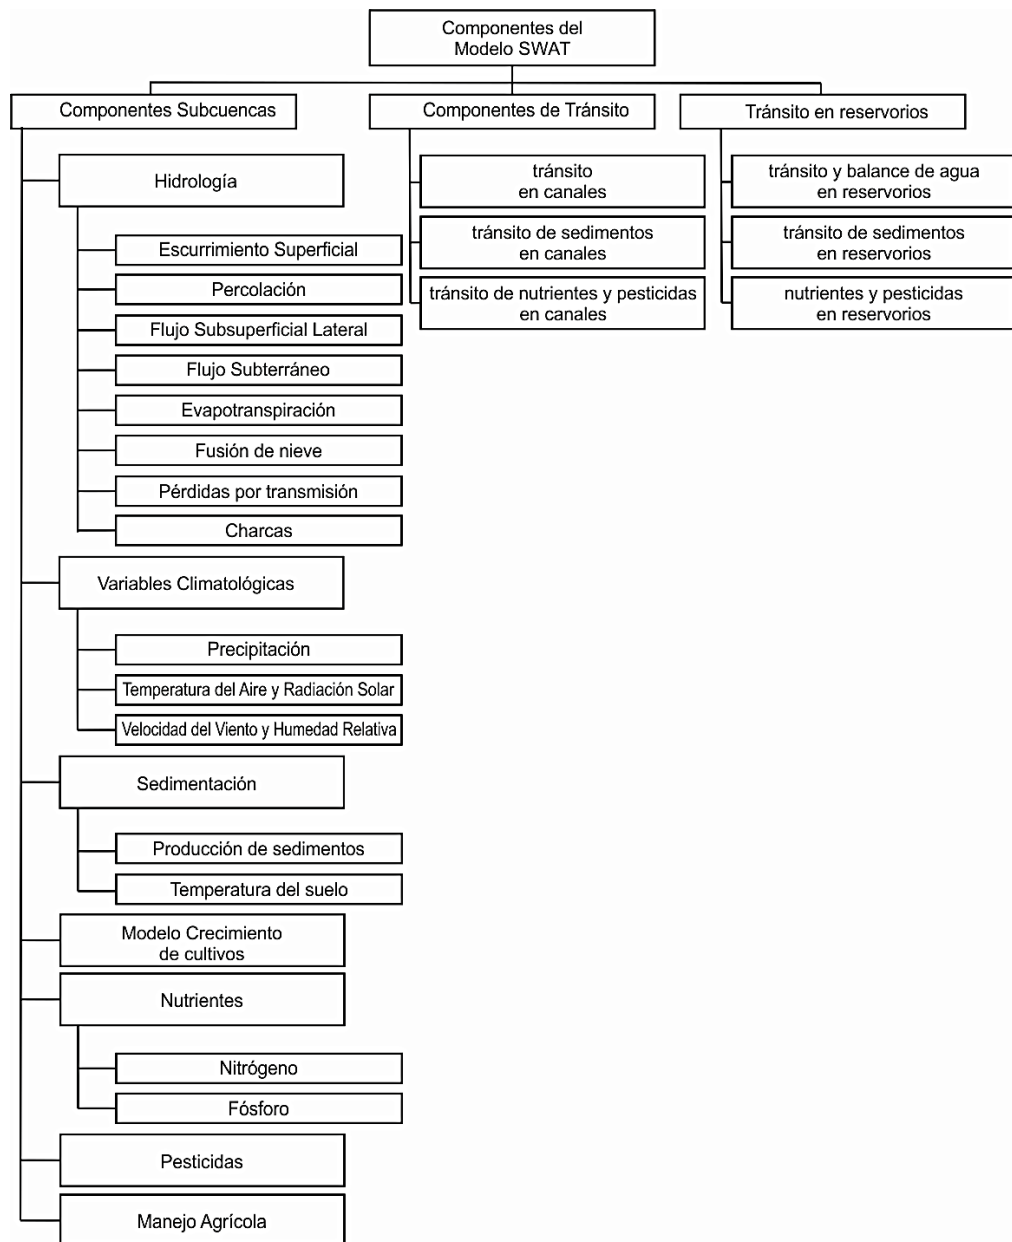 Componentes del
Modelo SWAT
Componentes Subcuencas
Componentes de Tránsito
Tránsito en reservorios
Hidrología
Escurrimiento Superficial
Percolación
Flujo Subsuperficial Lateral
Flujo Subterráneo
Evapotranspiración
Fusión de nieve
Pérdidas por transmisión
Charcas
Variables Climatológicas
Precipitación
Temperatura del Aire y Radiación Solar
Velocidad del Viento y Humedad Relativa
Sedimentación
Producción de sedimentos
Temperatura del suelo
Modelo Crecimiento
de cultivos
Nutrientes
Nitrógeno
Fósforo
Pesticidas
Manejo Agrícola
tránsito
en canales
tránsito de sedimentos
en canales
tránsito de nutrientes y pesticidas
en canales
tránsito y balance de agua
en reservorios
tránsito de sedimentos
en reservorios
nutrientes y pesticidas
en reservorios